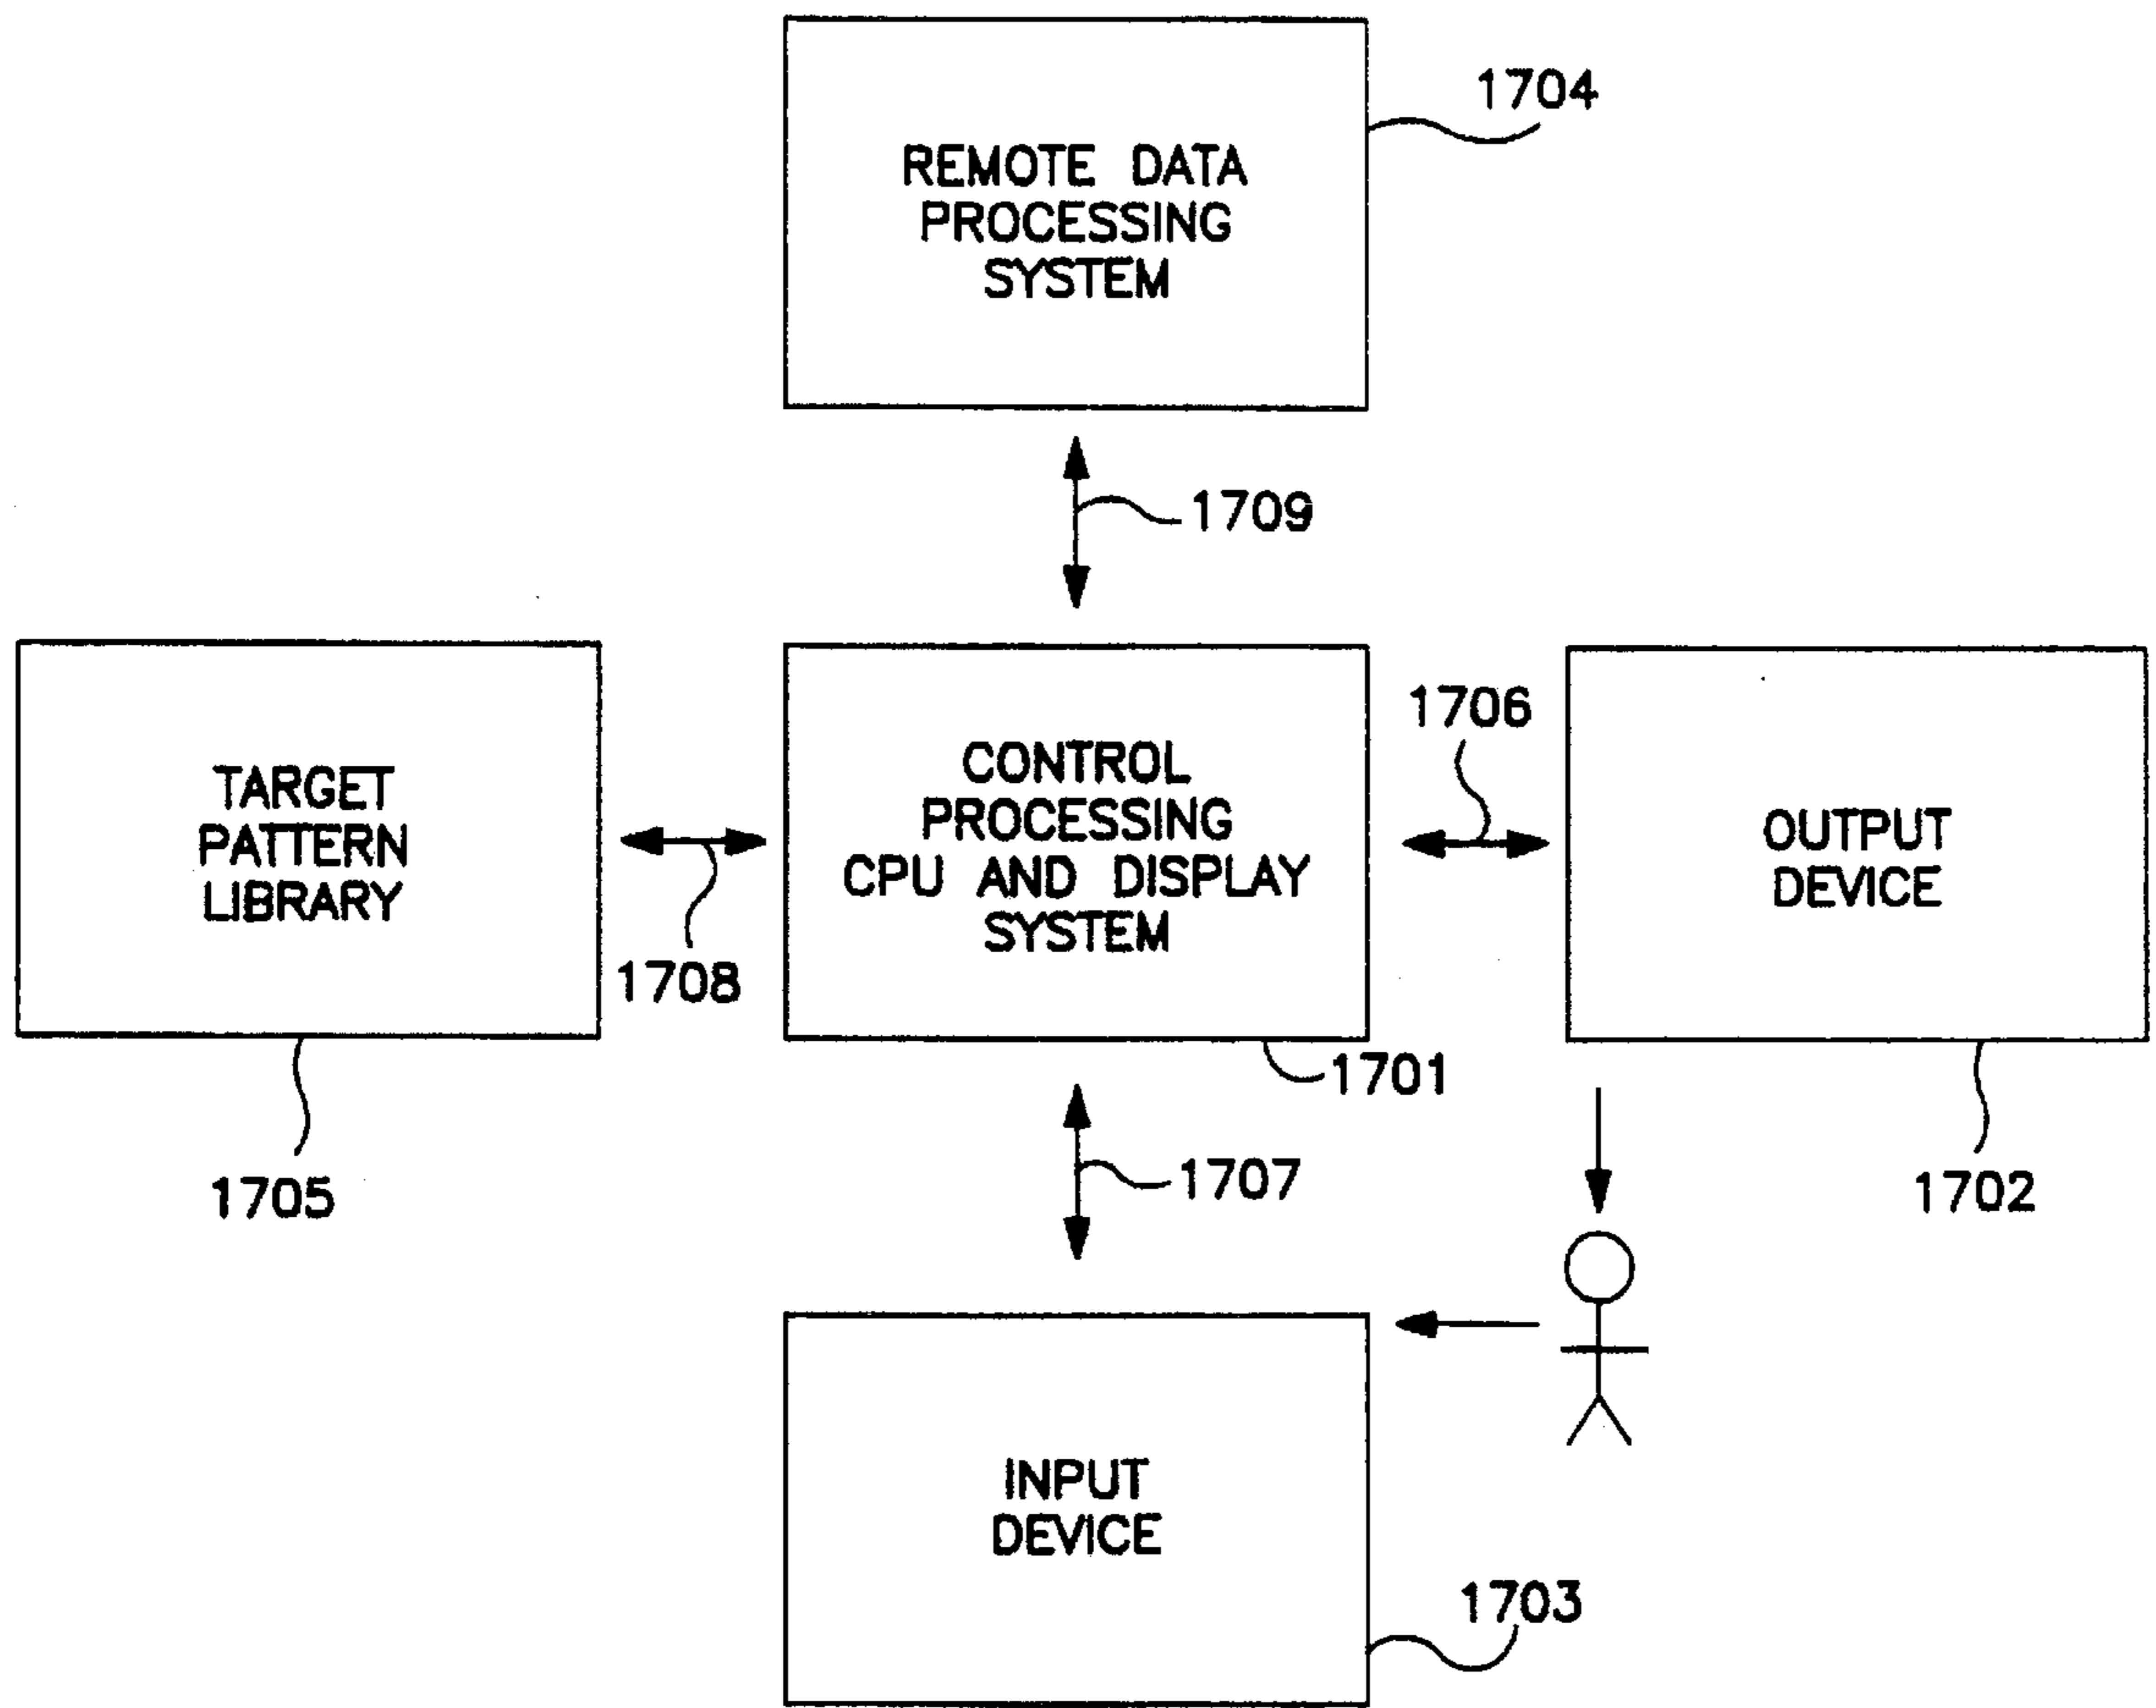 1704
REMOTE DATA
PROCESSING
SYSTEM
1709
TARGET
PATTERN
LIBRARY
1708
CONTROL
PROCESSING
CPU AND DISPLAY
SYSTEM
1706
OUTPUT
DEVICE
1701
1705
1707
1702
INPUT
DEVICE
1703